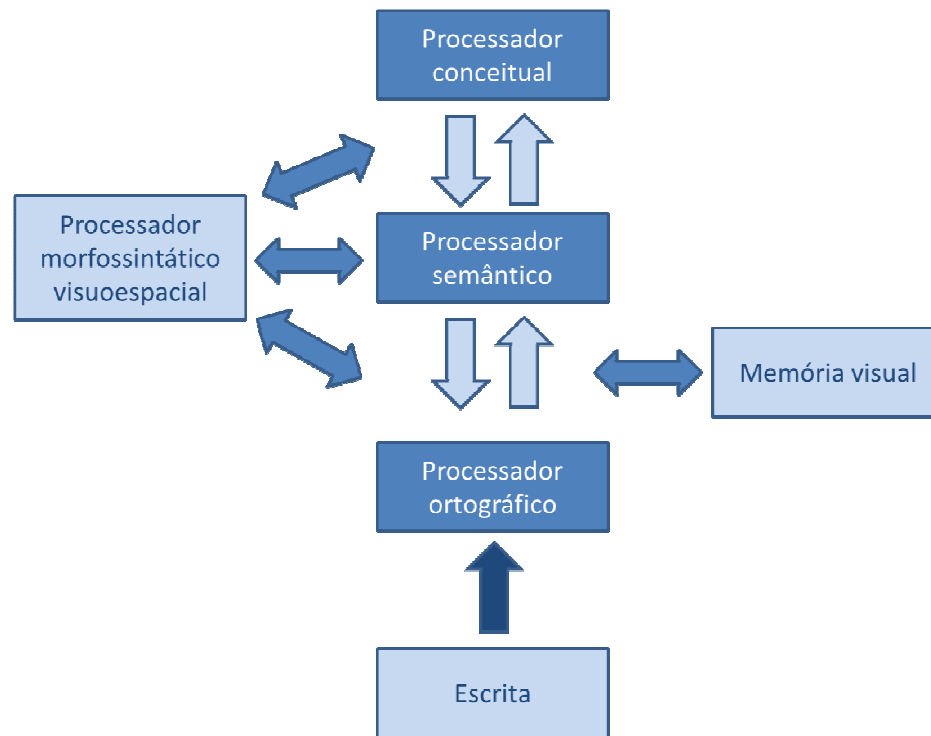 Processador
conceitual
Processador
morfossintático
visuoespacial
Processador
semântico
Memória visual
Processador
ortográfico
Escrita